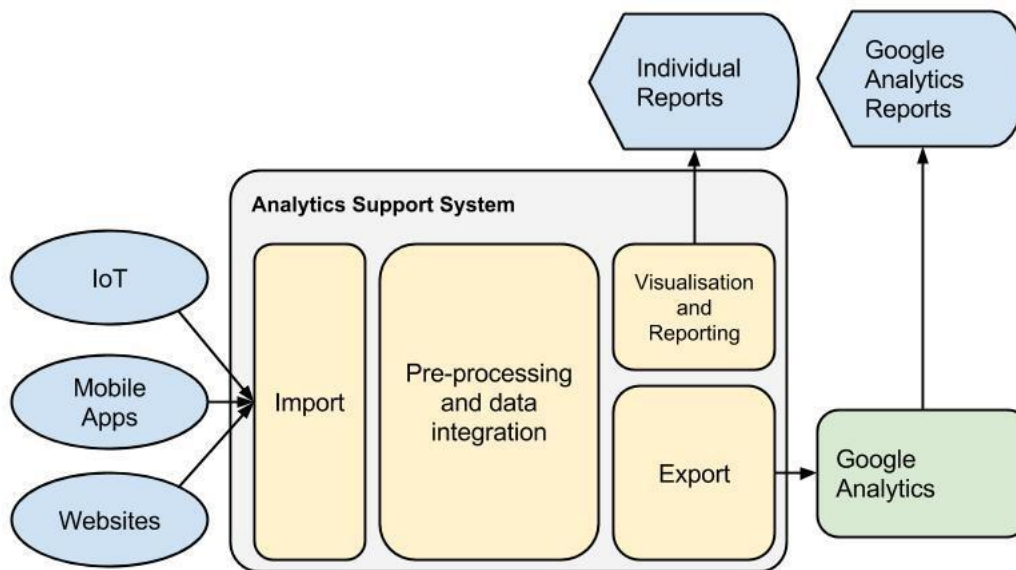 Individual
Reports
Google
Analytics
Reports
Analytics Support System
IoT
Mobile
Apps
Websites
Import
Pre-processing
and data
integration
Visualisation
and
Reporting
Export
Google
Analytics